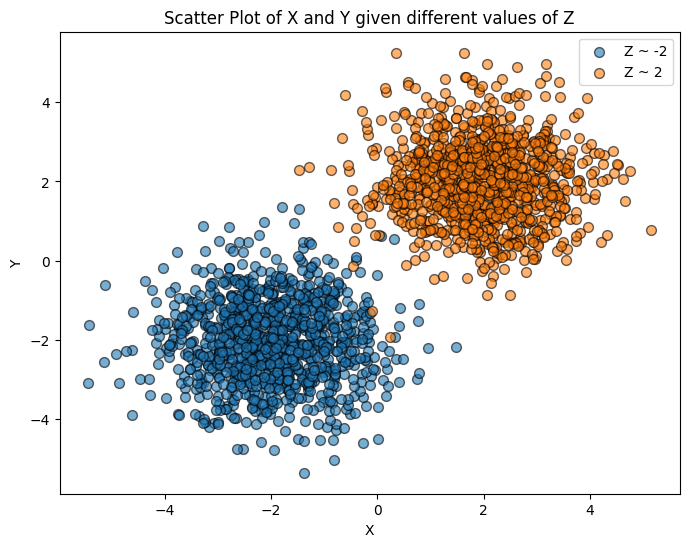 Scatter Plot of X and Y given different values of Z
Z ~ -2
Z ~ 2
4
2
0
−2
−4
Y
−4
−2
0
2
4
X